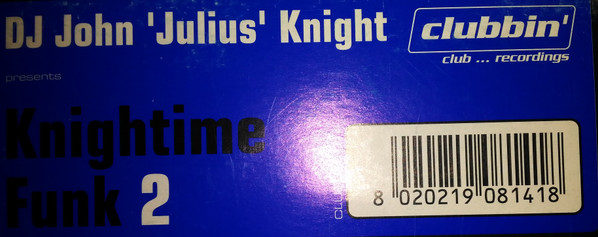 DJ John 'Julius' Knight
clubbin'
club ... recordings
presents
Knightime
Funk 2
8 020219 081418